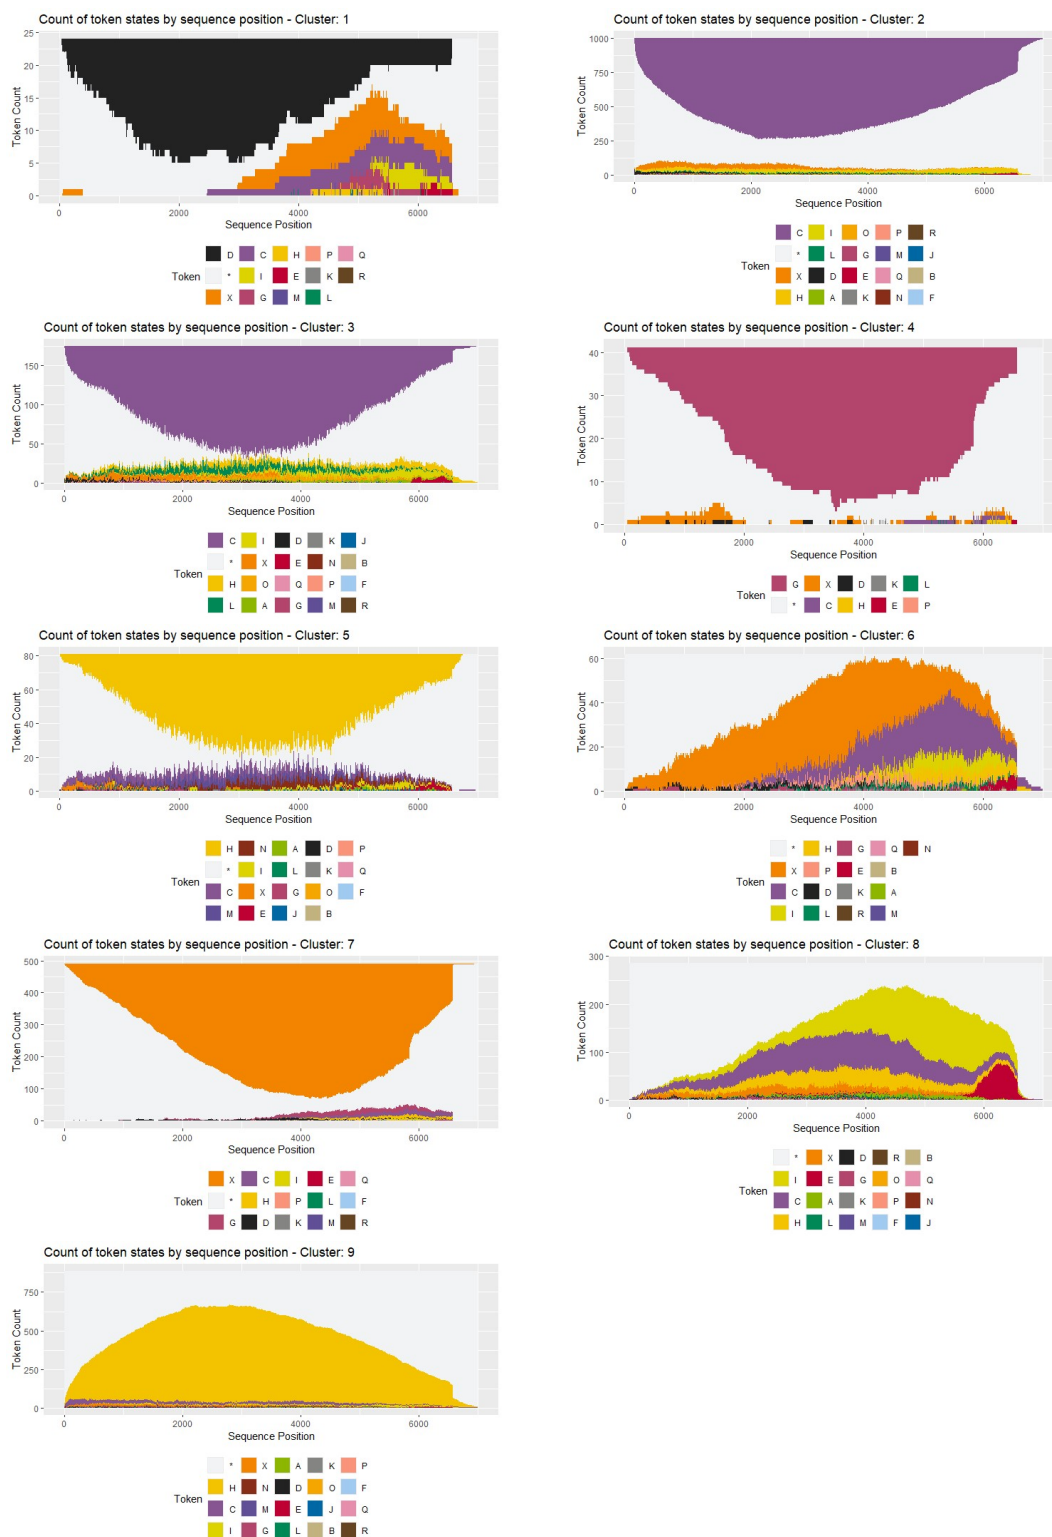 Count of token states by sequence position - Cluster: 1
25
20
15
10
5
0
Token Count
0 2000 4000 6000
Sequence Position
Token
D C H P Q
* I E K R
X G M L
Count of token states by sequence position - Cluster: 2
1000
750
500
250
0
Token Count
0 2000 4000 6000
Sequence Position
Token
C I O P R
* L G M J
X D E Q B
H A K N F
Count of token states by sequence position - Cluster: 3
150
100
50
0
Token Count
0 2000 4000 6000
Sequence Position
Token
C I D K J
* X E N B
H O Q P F
L A G M R
Count of token states by sequence position - Cluster: 4
40
30
20
10
0
Token Count
0 2000 4000 6000
Sequence Position
Token
G X D K L
* C H E P
Count of token states by sequence position - Cluster: 5
80
60
40
20
0
Token Count
0 2000 4000 6000
Sequence Position
Token
H N A D P
* I L K Q
C X G O F
M E J B
Count of token states by sequence position - Cluster: 6
60
40
20
0
Token Count
0 2000 4000 6000
Sequence Position
Token
* H G Q N
X P E B
C D K A
I L R M
Count of token states by sequence position - Cluster: 7
500
400
300
200
100
0
Token Count
0 2000 4000 6000
Sequence Position
Token
X C I E Q
* H P L F
G D K M R
Count of token states by sequence position - Cluster: 8
300
200
100
0
Token Count
0 2000 4000 6000
Sequence Position
Token
* X D R B
I E G O Q
C A K P N
H L M F J
Count of token states by sequence position - Cluster: 9
750
500
250
0
Token Count
0 2000 4000 6000
Sequence Position
Token
* X A K P
H N D O F
C M E J Q
I G L B R